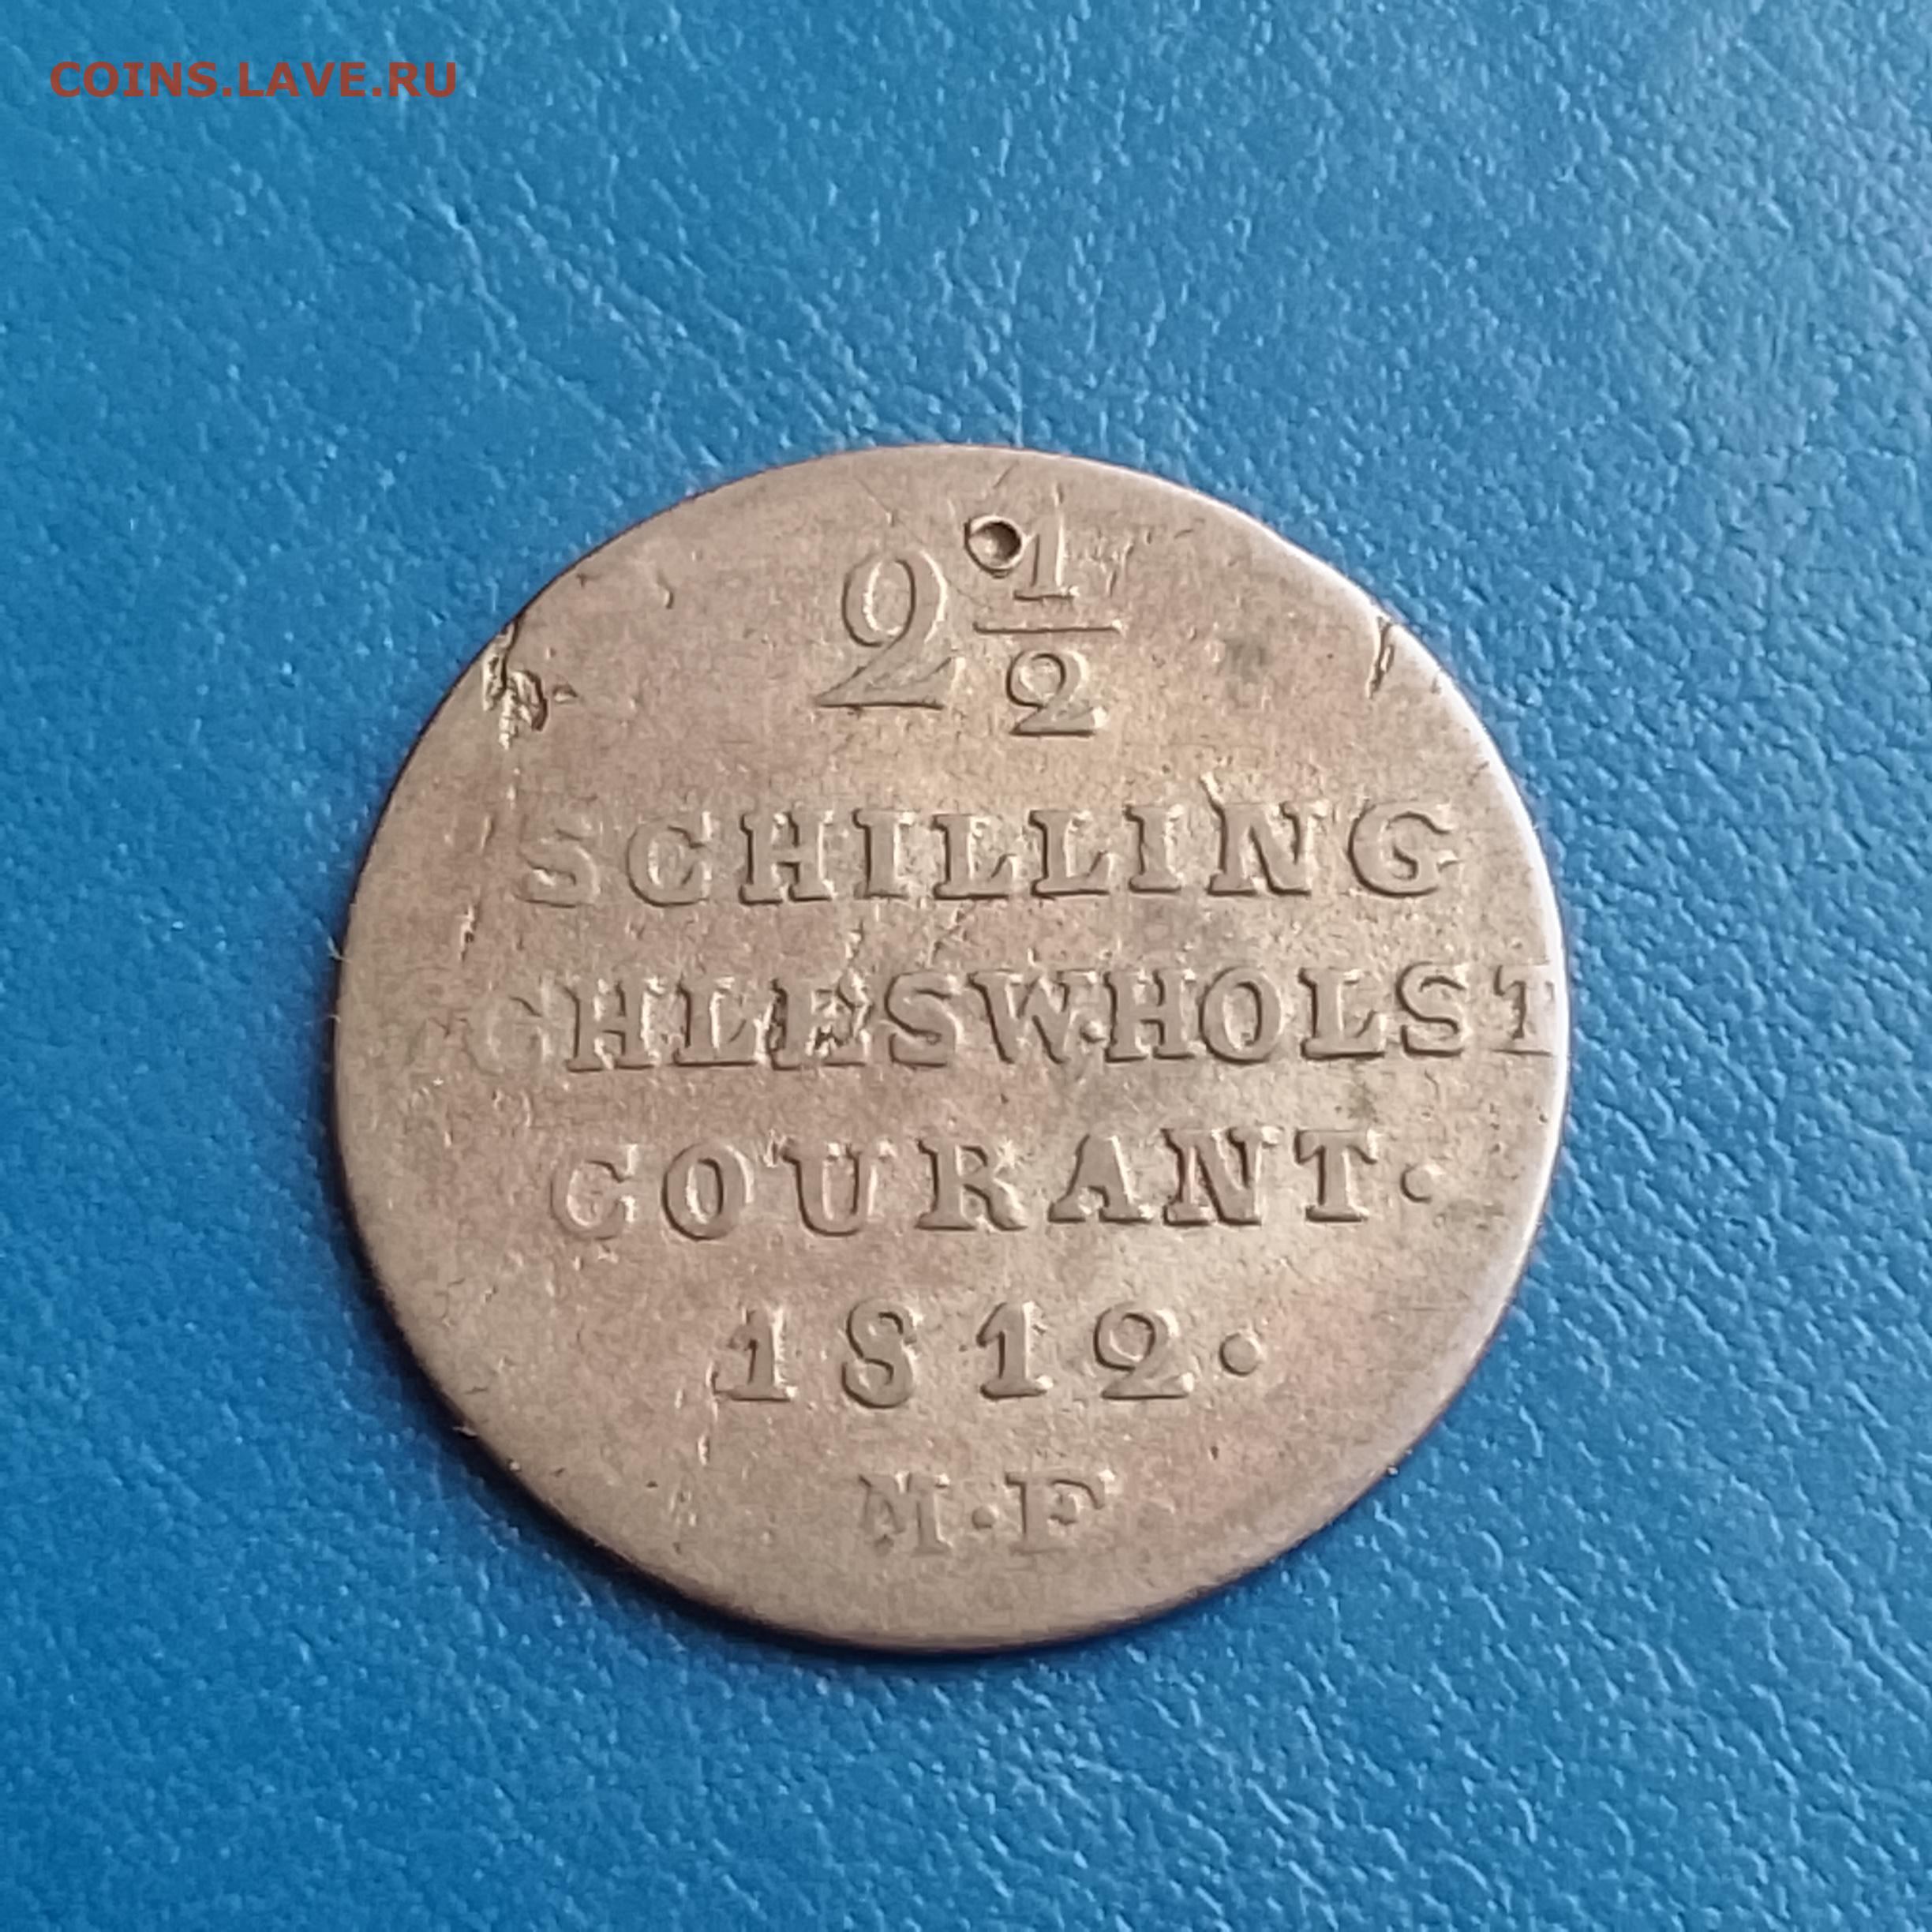 COINS.LAVE.RU
2 1/2
SCHILLING
CHLESW.HOLST
COURANT.
1812.
M.F